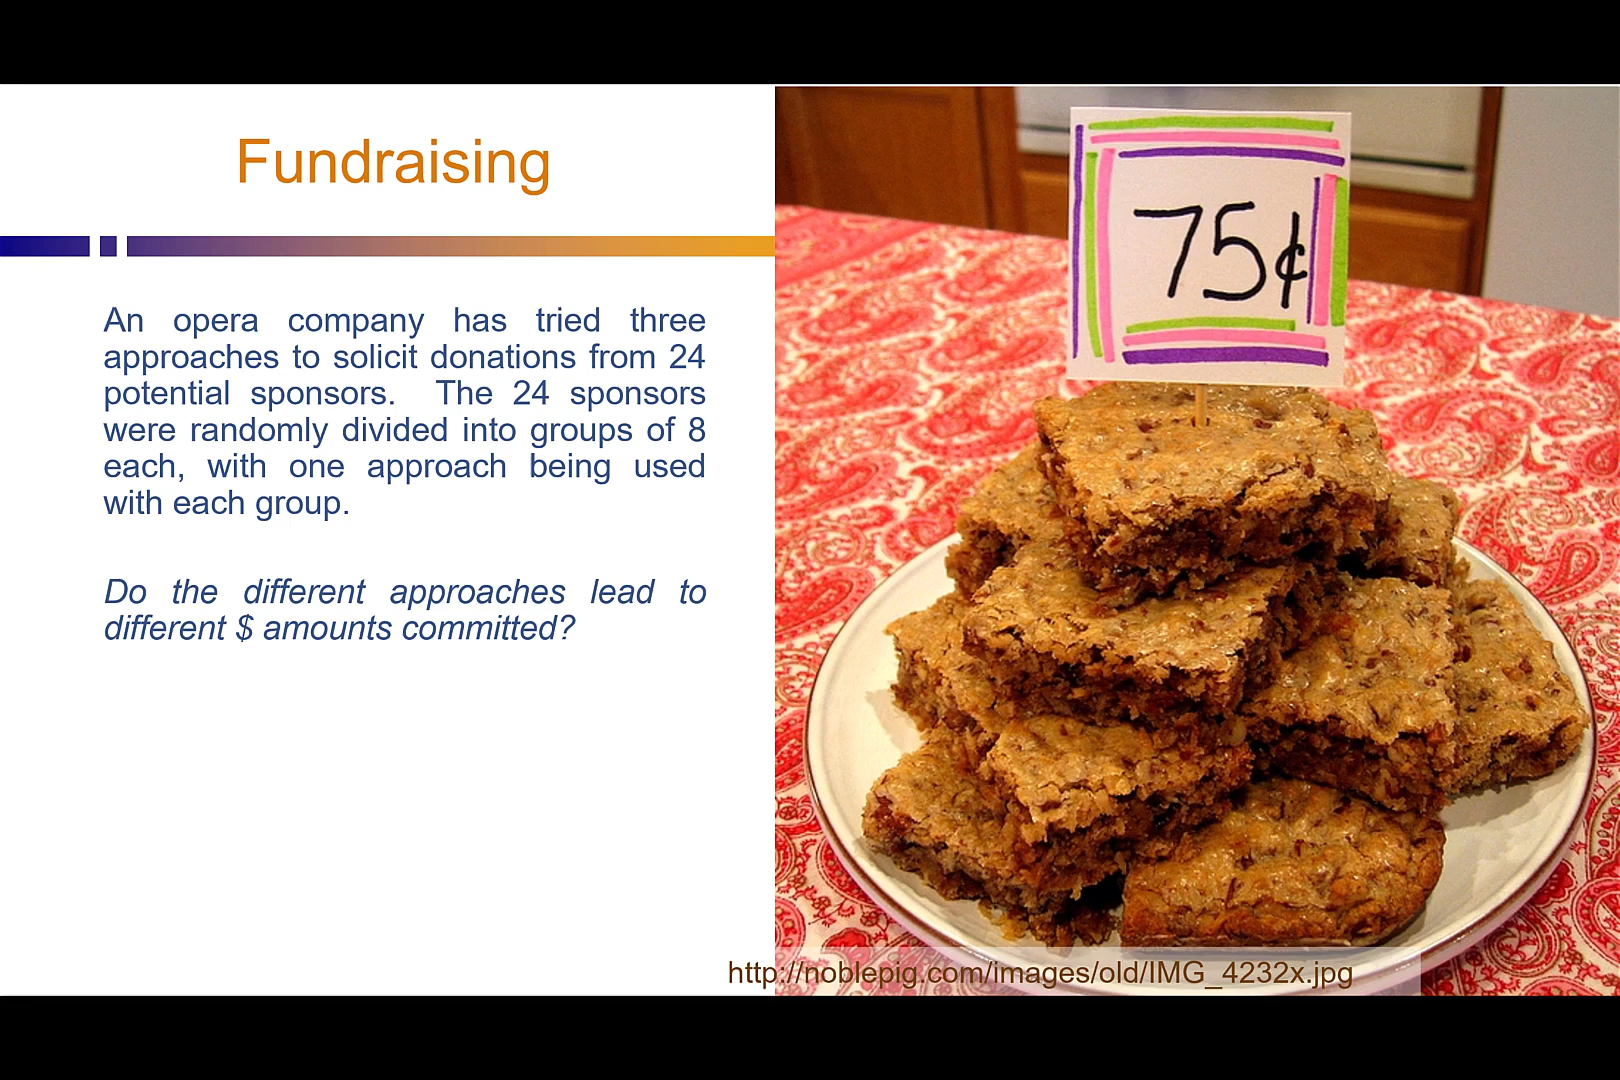 Fundraising
An opera company has tried three
approaches to solicit donations from 24
potential sponsors. The 24 sponsors
were randomly divided into groups of 8
each, with one approach being used
with each group.
Do the different approaches lead to
different $ amounts committed?
75¢
http://noblepig.com/images/old/IMG_4232x.jpg